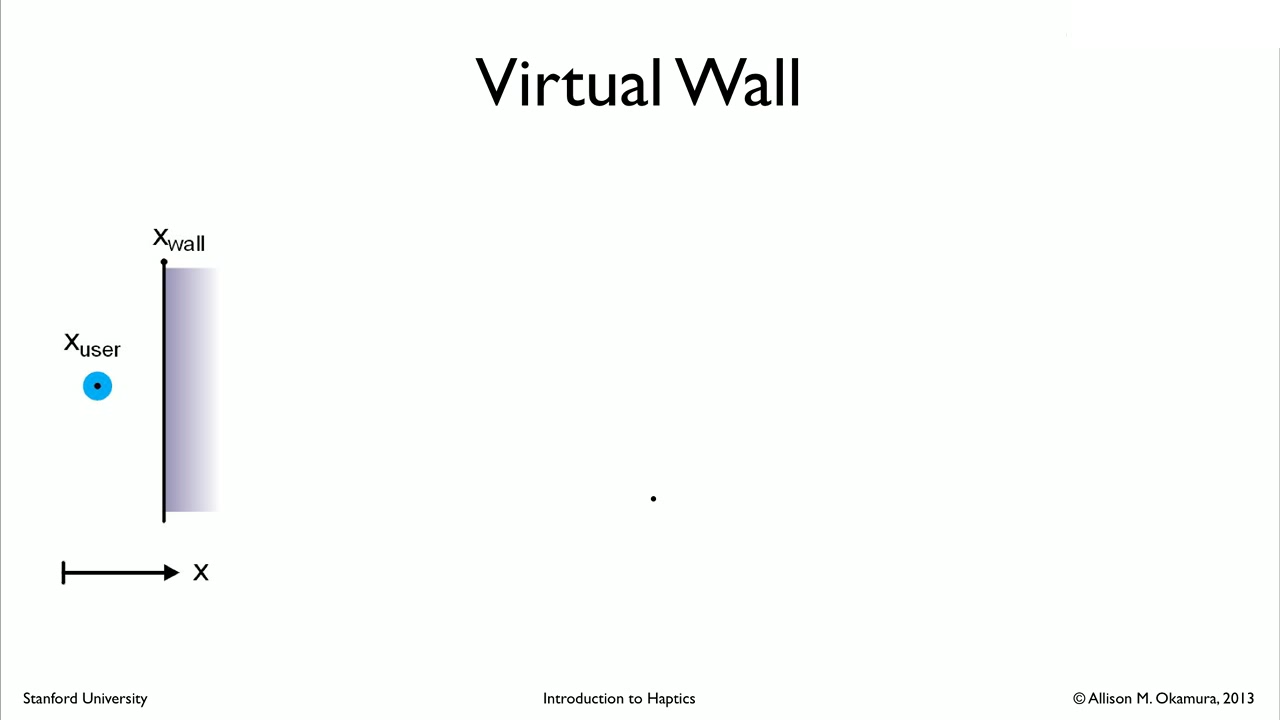 Virtual Wall
xwall
xuser
x
Stanford University
Introduction to Haptics
© Allison M. Okamura, 2013